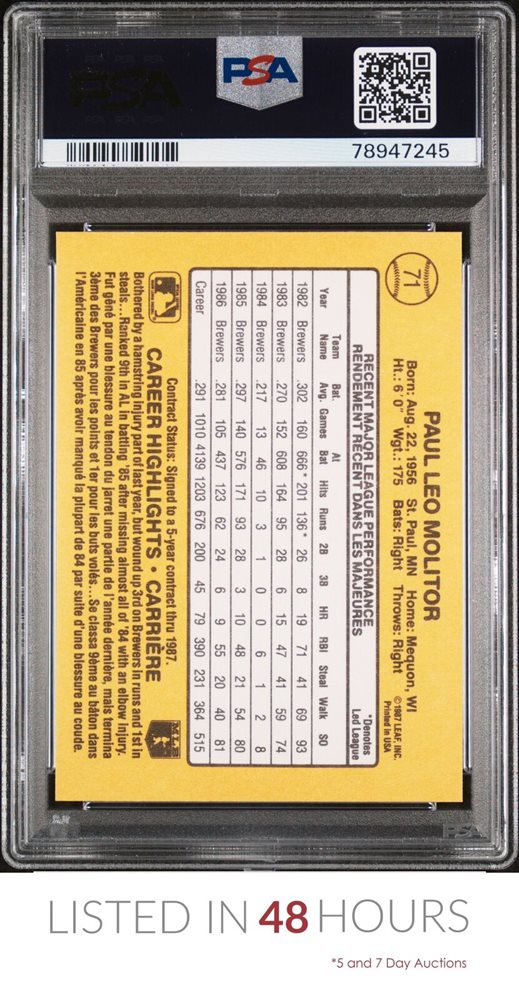 PSA
78947245
71
PAUL LEO MOLITOR
Born: Aug. 22, 1956 St. Paul, MN Home: Mequon, WI
Ht.: 6' 0" Wgt.: 175 Bats: Right Throws: Right
©1987 LEAF, INC.
Printed in USA
RECENT MAJOR LEAGUE PERFORMANCE
RENDEMENT RÉCENT DANS LES MAJEURES
*Denotes
Led League
Year Team Name Bat. Avg. Games At Bat Hits Runs 2B 3B HR RBI Steal Walk SO
1982 Brewers .302 160 666* 201 136* 26 8 19 71 41 69 93
1983 Brewers .270 152 608 164 95 28 6 15 47 41 59 74
1984 Brewers .217 13 46 10 3 1 0 0 6 1 2 8
1985 Brewers .297 140 576 171 93 28 3 10 48 21 54 80
1986 Brewers .281 105 437 123 62 24 6 9 55 20 40 81
Career .291 1010 4139 1203 676 200 45 79 390 231 364 515
Contract Status: Signed to a 5-year contract thru 1987.
CAREER HIGHLIGHTS • CARRIÈRE
Bothered by a hamstring injury part of last year, but wound up 3rd on Brewers in runs and 1st in
steals...Ranked 9th in AL in batting '85 after missing almost all of '84 with an elbow injury.
Fut gêné par une blessure au tendon du jarret une partie de l'année dernière, mais termina
3ème des Brewers pour les points et 1er pour les buts volés...Se classa 9ème au bâton dans
l'Américaine en 85 après avoir manqué la plupart de 84 par suite d'une blessure au coude.
PSA
LISTED IN 48 HOURS
*5 and 7 Day Auctions